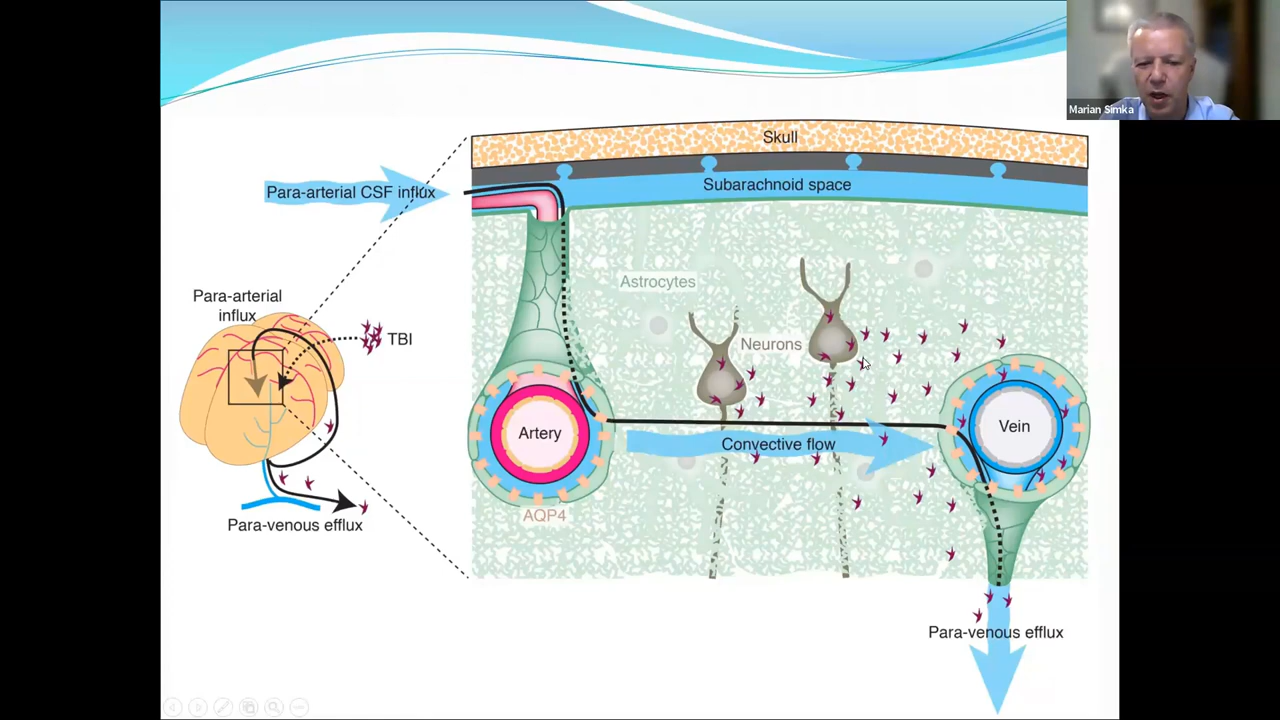 Marian Simka
Skull
Para-arterial CSF influx
Subarachnoid space
Astrocytes
Para-arterial
influx
TBI
Neurons
Artery
Vein
Convective flow
AQP4
Para-venous efflux
Para-venous efflux